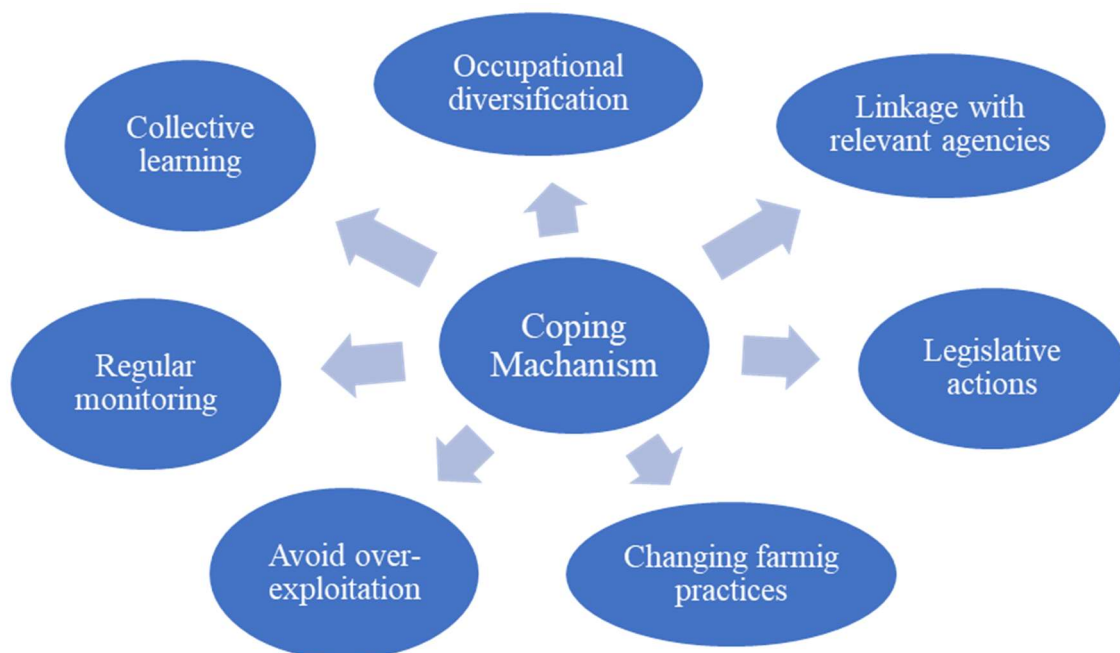 Occupational
diversification
Linkage with
relevant agencies
Collective
learning
Coping
Machanism
Legislative
actions
Regular
monitoring
Avoid over-
exploitation
Changing farmig
practices